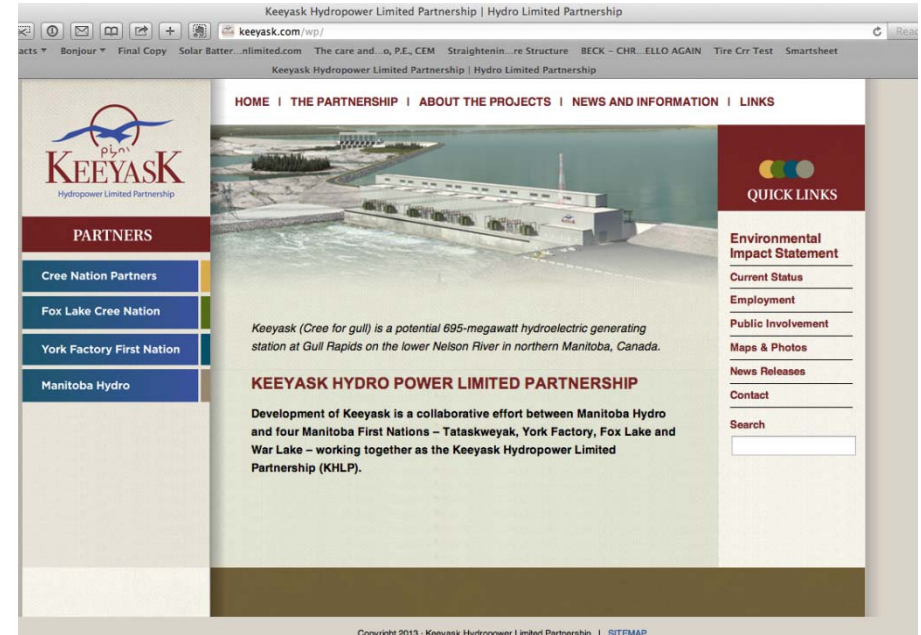 Keeyask Hydropower Limited Partnership | Hydro Limited Partnership
keeyask.com/wp/
Bonjour Final Copy Solar Batter...nlimited.com The care and...o, P.E., CEM Straightenin...re Structure BECK – CHR...ELLO AGAIN Tire Crr Test Smartsheet
Keeyask Hydropower Limited Partnership | Hydro Limited Partnership
HOME | THE PARTNERSHIP | ABOUT THE PROJECTS | NEWS AND INFORMATION | LINKS
KEEYASK
Hydropower Limited Partnership
PARTNERS
Cree Nation Partners
Fox Lake Cree Nation
York Factory First Nation
Manitoba Hydro
Keeyask (Cree for gull) is a potential 695-megawatt hydroelectric generating
station at Gull Rapids on the lower Nelson River in northern Manitoba, Canada.
KEEYASK HYDRO POWER LIMITED PARTNERSHIP
Development of Keeyask is a collaborative effort between Manitoba Hydro
and four Manitoba First Nations – Tataskweyak, York Factory, Fox Lake and
War Lake – working together as the Keeyask Hydropower Limited
Partnership (KHLP).
QUICK LINKS
Environmental
Impact Statement
Current Status
Employment
Public Involvement
Maps & Photos
News Releases
Contact
Search
Copyright 2013 - Keeyask Hydropower Limited Partnership | SITEMAP